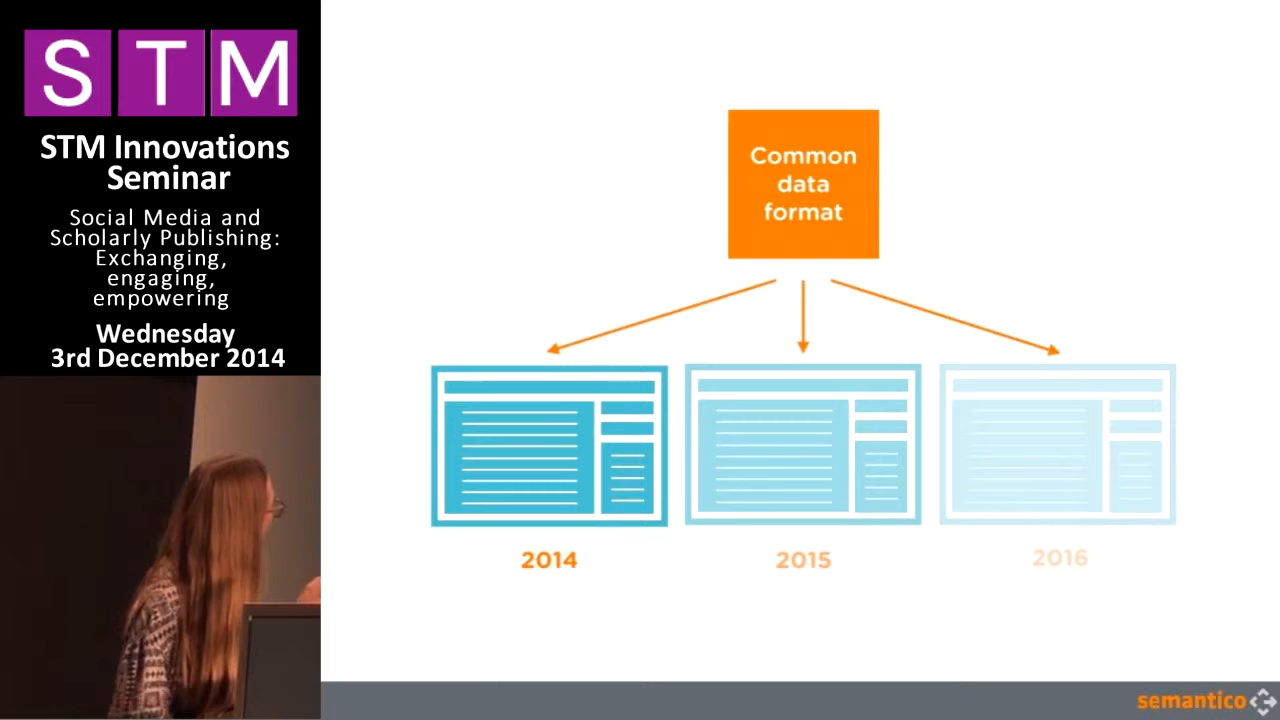 STM
STM Innovations
Seminar
Social Media and
Scholarly Publishing:
Exchanging,
engaging,
empowering
Wednesday
3rd December 2014
Common
data
format
2014
2015
2016
semantico